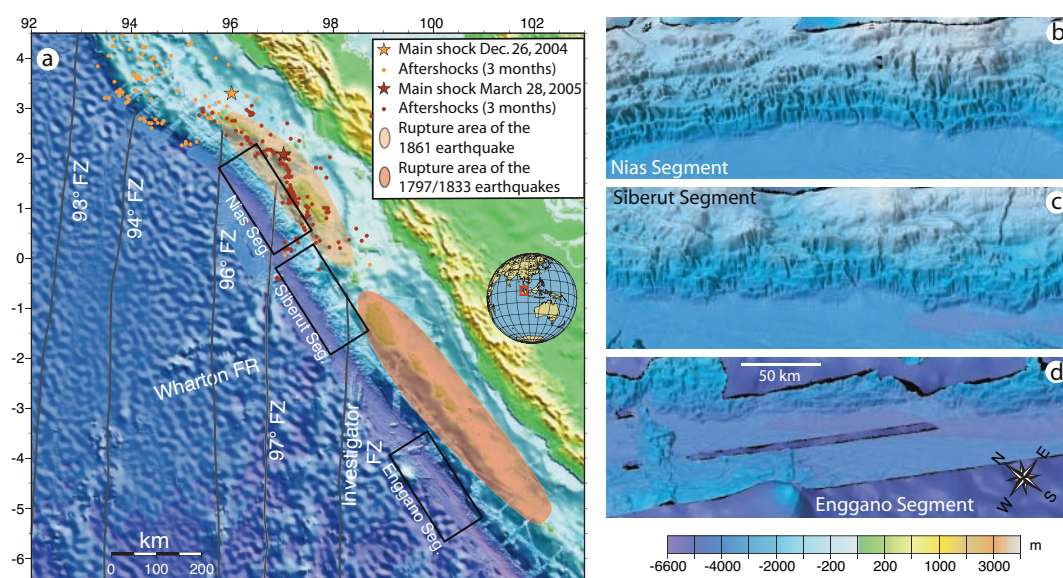 92 94 96 98 100 102
a
4
3
2
1
0
-1
-2
-3
-4
-5
-6
Main shock Dec. 26, 2004
Aftershocks (3 months)
Main shock March 28, 2005
Aftershocks (3 months)
Rupture area of the
1861 earthquake
Rupture area of the
1797/1833 earthquakes
93° FZ
94° FZ
96° FZ
97° FZ
Investigator
FZ
Wharton FR
Nias Seg.
Siberut Seg.
Enggano Seg.
km
0 100 200
b
Nias Segment
Siberut Segment
c
d
50 km
N
E
S
W
Enggano Segment
m
-6600 -4000 -2000 -200 200 1000 3000